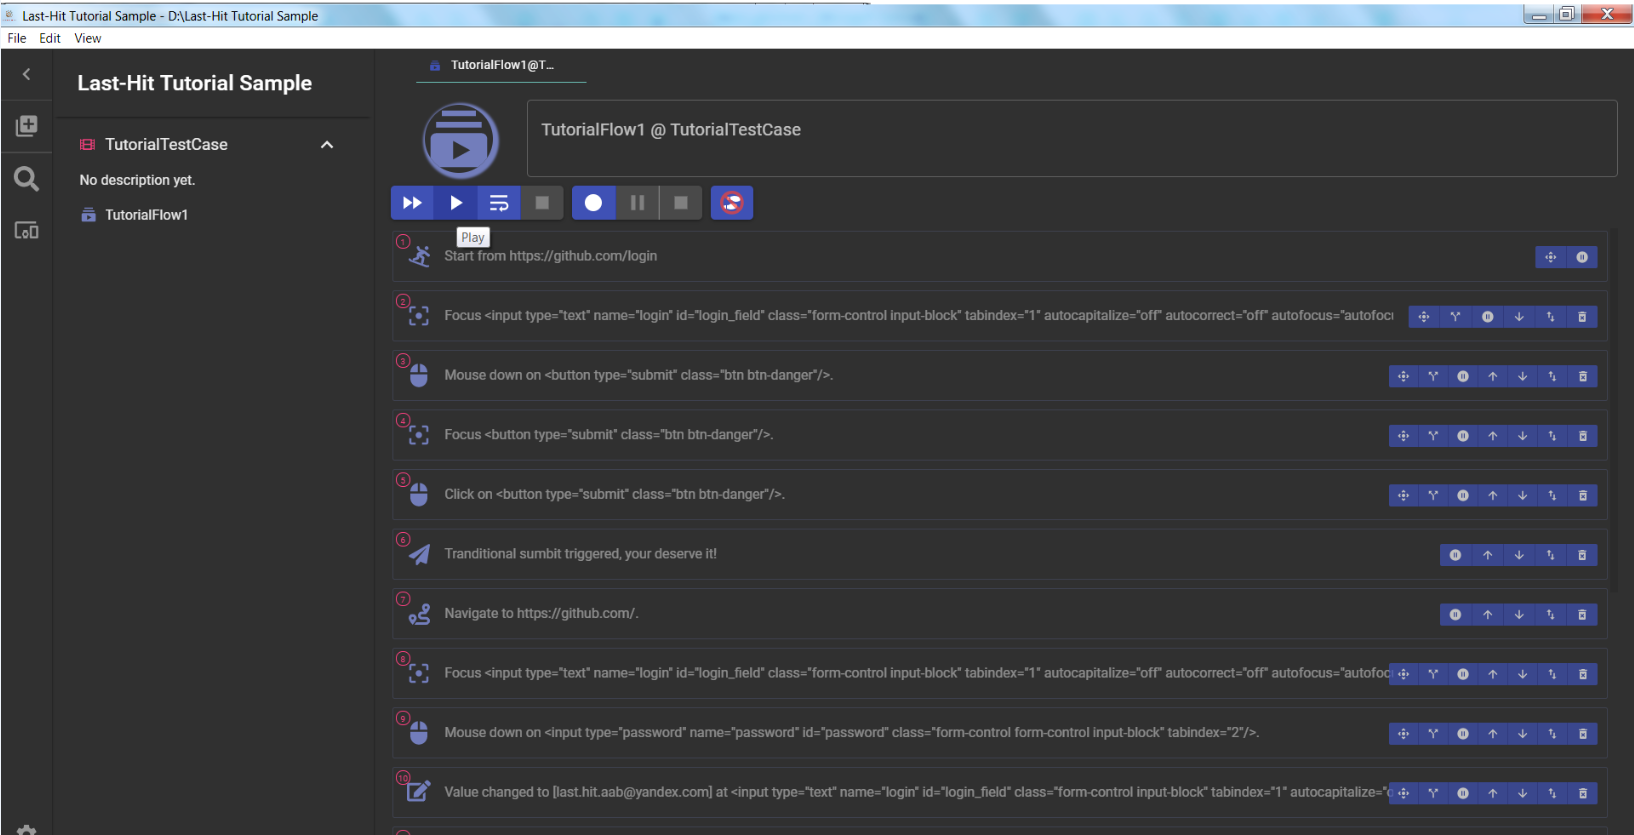 Last-Hit Tutorial Sample - D:\Last-Hit Tutorial Sample
File Edit View
Last-Hit Tutorial Sample
TutorialTestCase
No description yet.
TutorialFlow1
TutorialFlow1@T...
TutorialFlow1 @ TutorialTestCase
Play
1
Start from https://github.com/login
2
Focus <input type="text" name="login" id="login_field" class="form-control input-block" tabindex="1" autocapitalize="off" autocorrect="off" autofocus="autofocu
3
Mouse down on <button type="submit" class="btn btn-danger"/>.
4
Focus <button type="submit" class="btn btn-danger"/>.
5
Click on <button type="submit" class="btn btn-danger"/>.
6
Tranditional sumbit triggered, your deserve it!
7
Navigate to https://github.com/.
8
Focus <input type="text" name="login" id="login_field" class="form-control input-block" tabindex="1" autocapitalize="off" autocorrect="off" autofocus="autofoc
9
Mouse down on <input type="password" name="password" id="password" class="form-control form-control input-block" tabindex="2"/>.
10
Value changed to [last.hit.aab@yandex.com] at <input type="text" name="login" id="login_field" class="form-control input-block" tabindex="1" autocapitalize="o